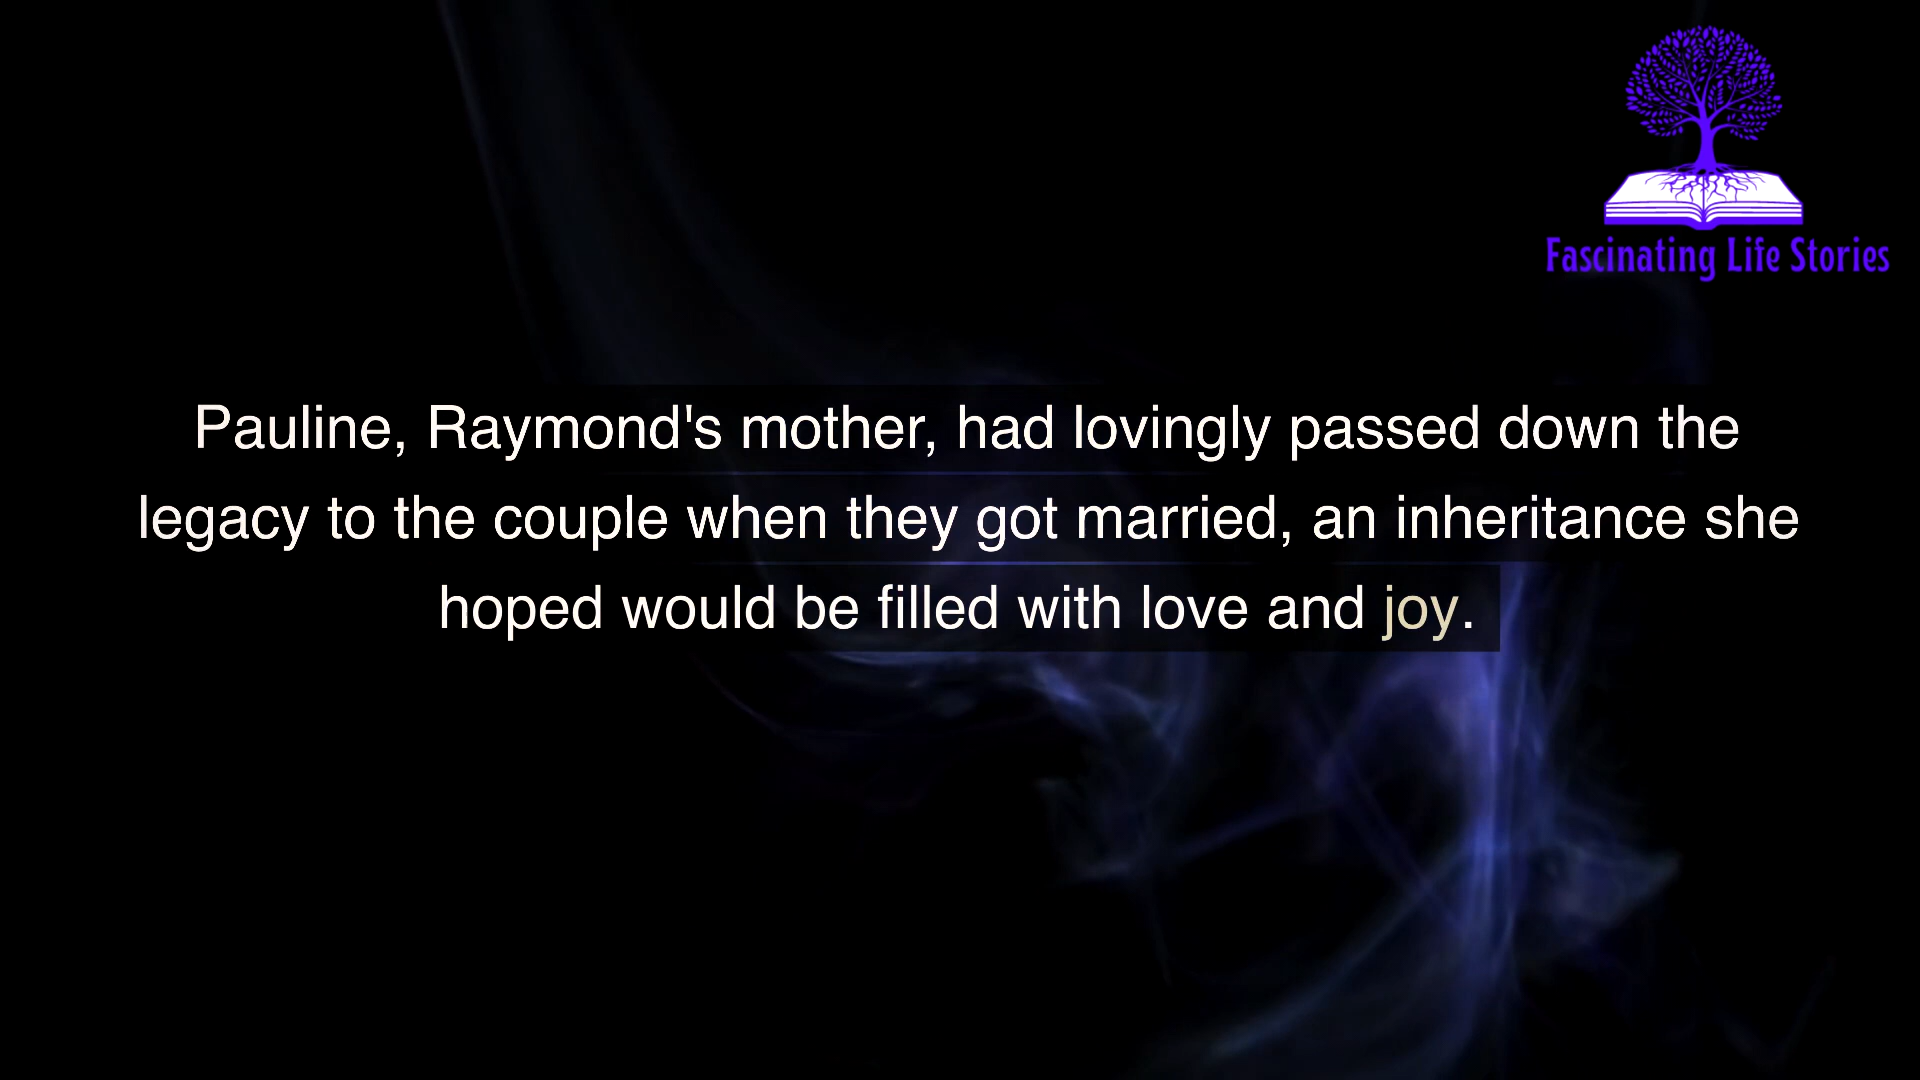 Fascinating Life Stories
Pauline, Raymond's mother, had lovingly passed down the
legacy to the couple when they got married, an inheritance she
hoped would be filled with love and joy.